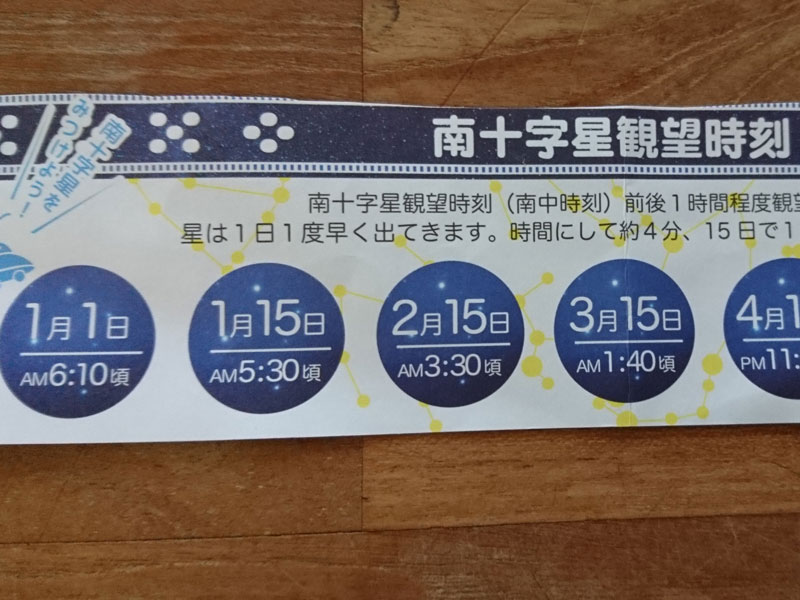 南十字星を
みつけよう！
南十字星観望時刻
南十字星観望時刻（南中時刻）前後1時間程度観望
星は1日1度早く出てきます。時間にして約4分、15日で1
1月1日
AM6:10頃
1月15日
AM5:30頃
2月15日
AM3:30頃
3月15日
AM1:40頃
4月1
PM11: